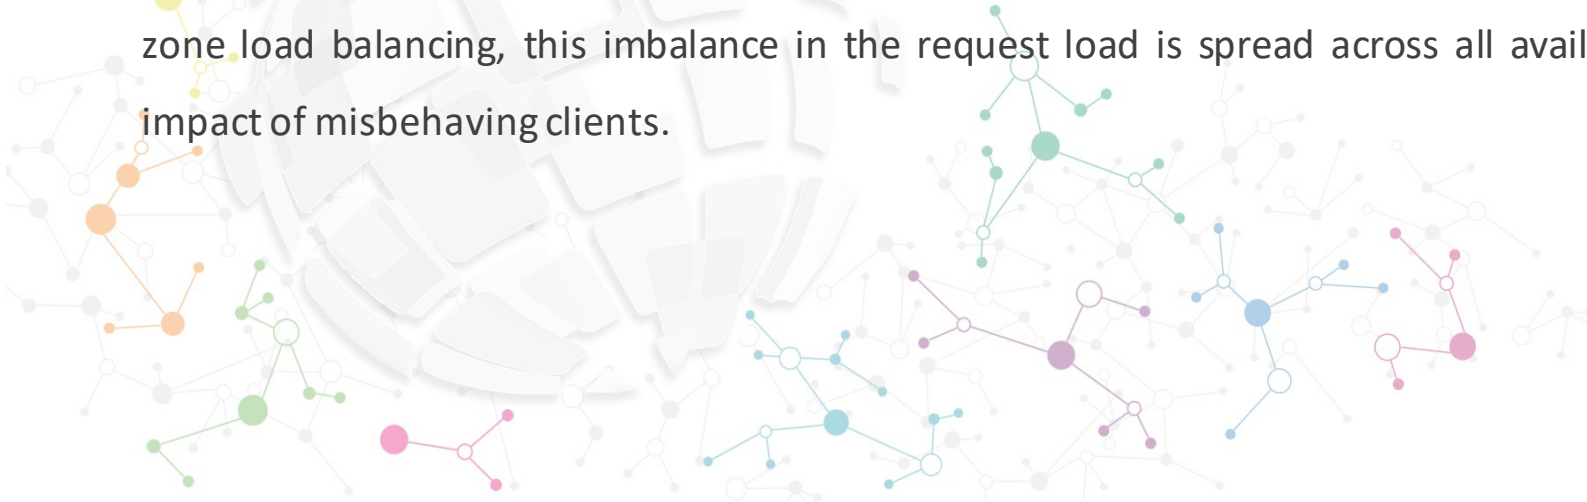 zone load balancing, this imbalance in the request load is spread across all avail
impact of misbehaving clients.